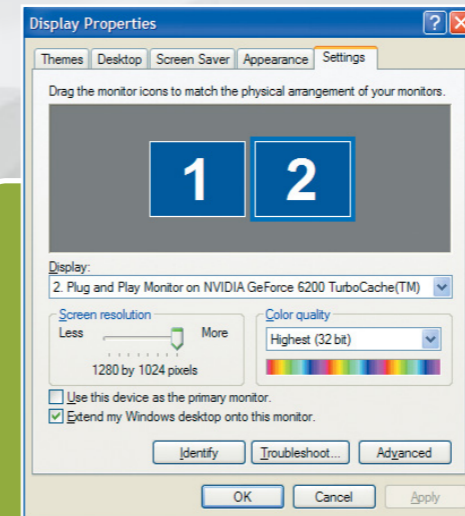 Display Properties
Themes Desktop Screen Saver Appearance Settings
Drag the monitor icons to match the physical arrangement of your monitors.
1 2
Display:
2. Plug and Play Monitor on NVIDIA GeForce 6200 TurboCache(TM)
Screen resolution Color quality
Less More Highest (32 bit)
1280 by 1024 pixels
Use this device as the primary monitor.
Extend my Windows desktop onto this monitor.
Identify Troubleshoot... Advanced
OK Cancel Apply